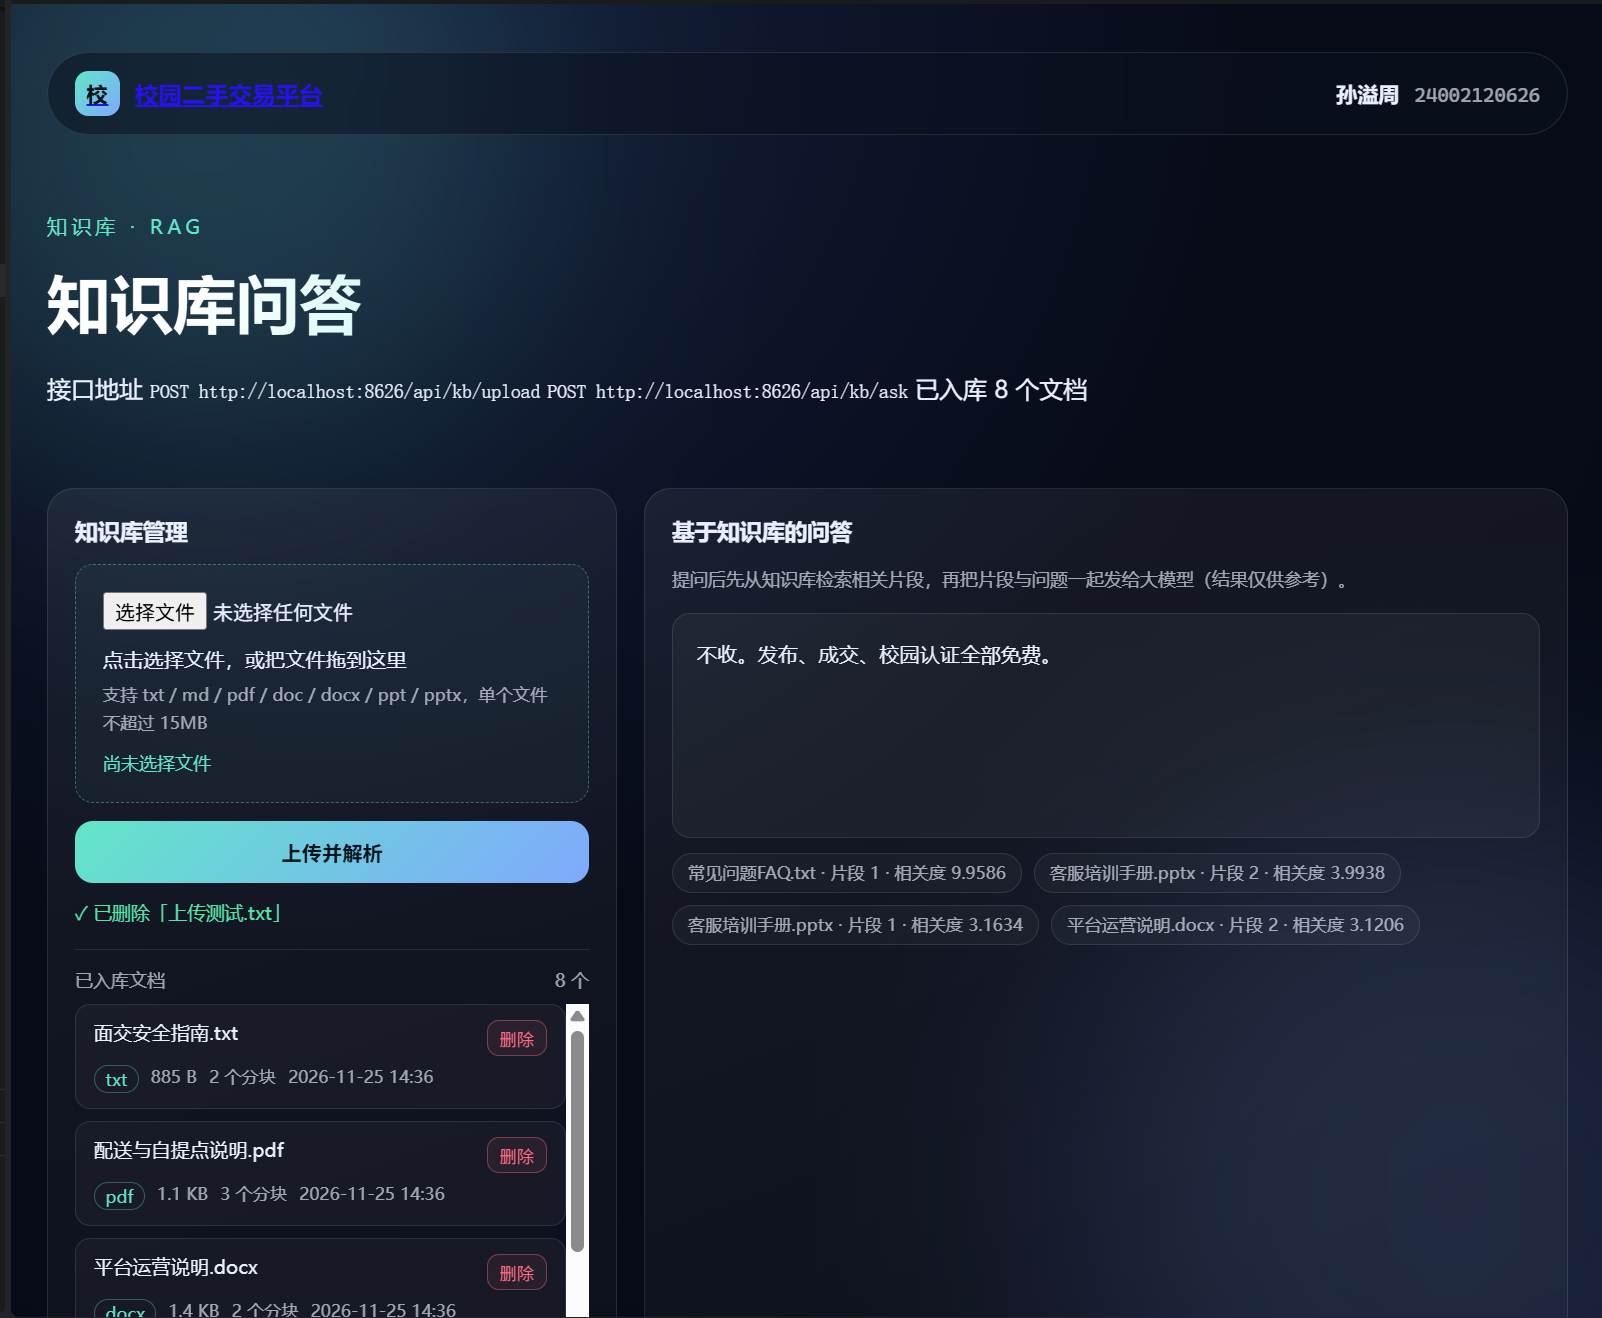 校 校园二手交易平台 孙溢周 24002120626
知识库 · RAG
知识库问答
接口地址 POST http://localhost:8626/api/kb/upload POST http://localhost:8626/api/kb/ask 已入库 8 个文档
知识库管理
选择文件 未选择任何文件
点击选择文件，或把文件拖到这里
支持 txt / md / pdf / doc / docx / ppt / pptx，单个文件
不超过 15MB
尚未选择文件
上传并解析
✓ 已删除「上传测试.txt」
已入库文档 8 个
面交安全指南.txt 删除
txt 885 B 2 个分块 2026-11-25 14:36
配送与自提点说明.pdf 删除
pdf 1.1 KB 3 个分块 2026-11-25 14:36
平台运营说明.docx 删除
docx 1.4 KB 2 个分块 2026-11-25 14:36
基于知识库的问答
提问后先从知识库检索相关片段，再把片段与问题一起发给大模型（结果仅供参考）。
不收。发布、成交、校园认证全部免费。
常见问题FAQ.txt · 片段 1 · 相关度 9.9586 客服培训手册.pptx · 片段 2 · 相关度 3.9938
客服培训手册.pptx · 片段 1 · 相关度 3.1634 平台运营说明.docx · 片段 2 · 相关度 3.1206